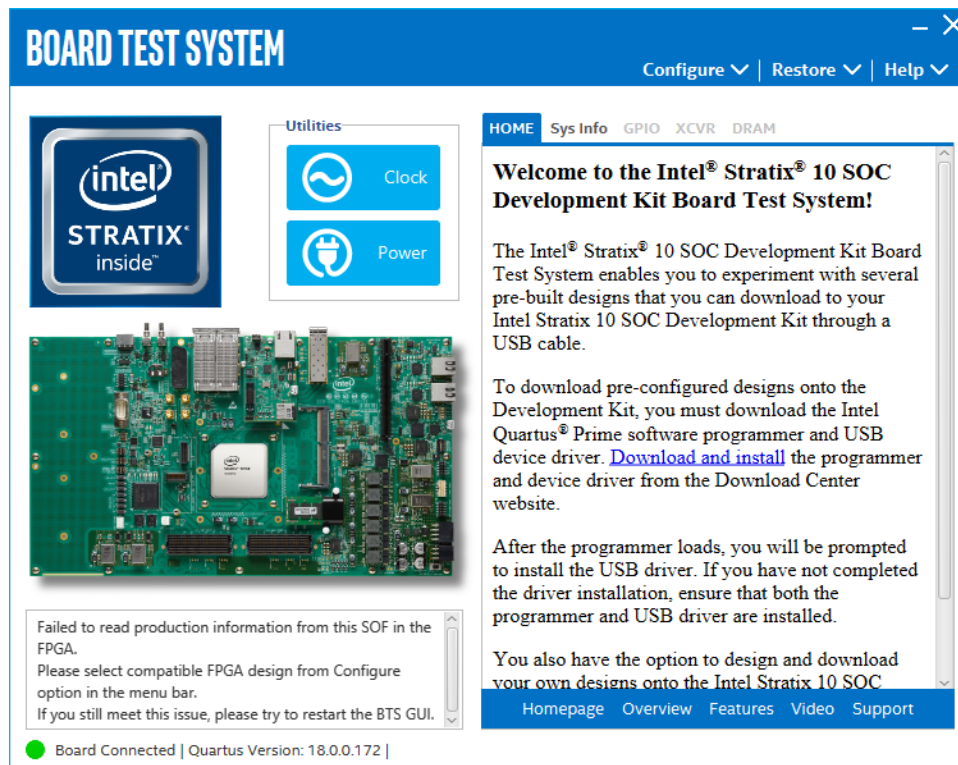 BOARD TEST SYSTEM
Configure | Restore | Help
intel
STRATIX
inside™
Utilities
Clock
Power
HOME Sys Info GPIO XCVR DRAM
Welcome to the Intel® Stratix® 10 SOC
Development Kit Board Test System!
The Intel® Stratix® 10 SOC Development Kit Board
Test System enables you to experiment with several
pre-built designs that you can download to your
Intel Stratix 10 SOC Development Kit through a
USB cable.
To download pre-configured designs onto the
Development Kit, you must download the Intel
Quartus® Prime software programmer and USB
device driver. Download and install the programmer
and device driver from the Download Center
website.
After the programmer loads, you will be prompted
to install the USB driver. If you have not completed
the driver installation, ensure that both the
programmer and USB driver are installed.
You also have the option to design and download
your own designs onto the Intel Stratix 10 SOC
Homepage Overview Features Video Support
Failed to read production information from this SOF in the
FPGA.
Please select compatible FPGA design from Configure
option in the menu bar.
If you still meet this issue, please try to restart the BTS GUI.
Board Connected | Quartus Version: 18.0.0.172 |